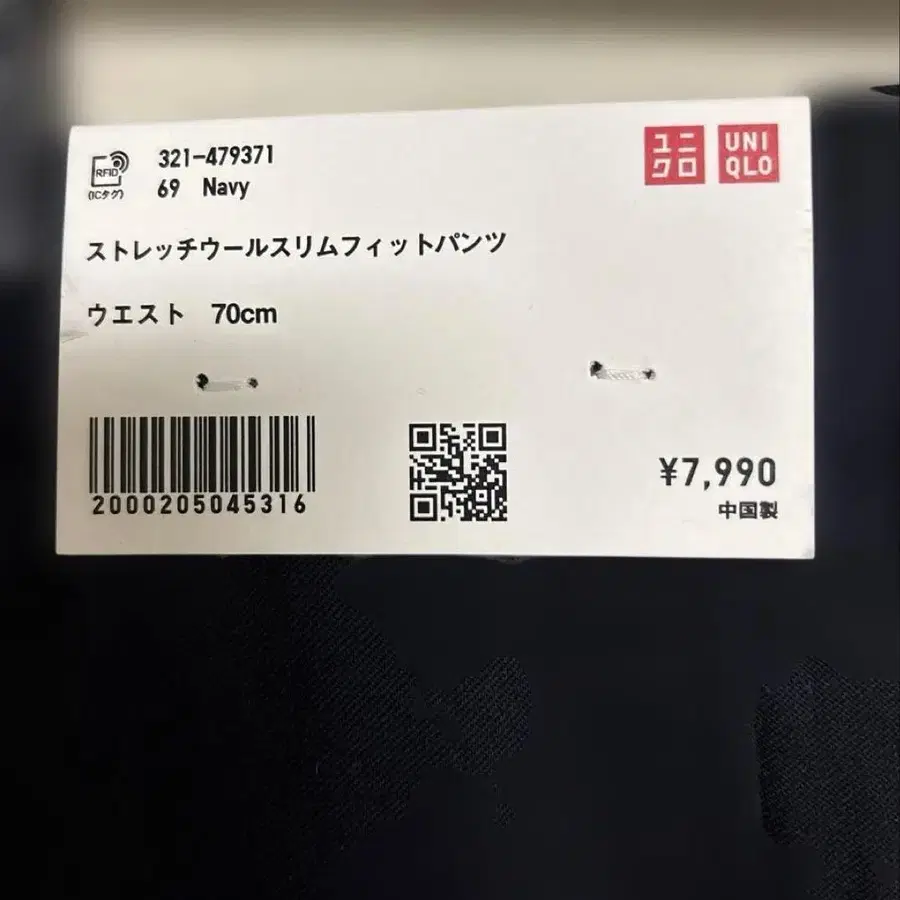 RFID
(ICタグ)
321-479371
69 Navy
ユニクロ
UNIQLO
ストレッチウールスリムフィットパンツ
ウエスト 70cm
2000205045316
¥7,990
中国製